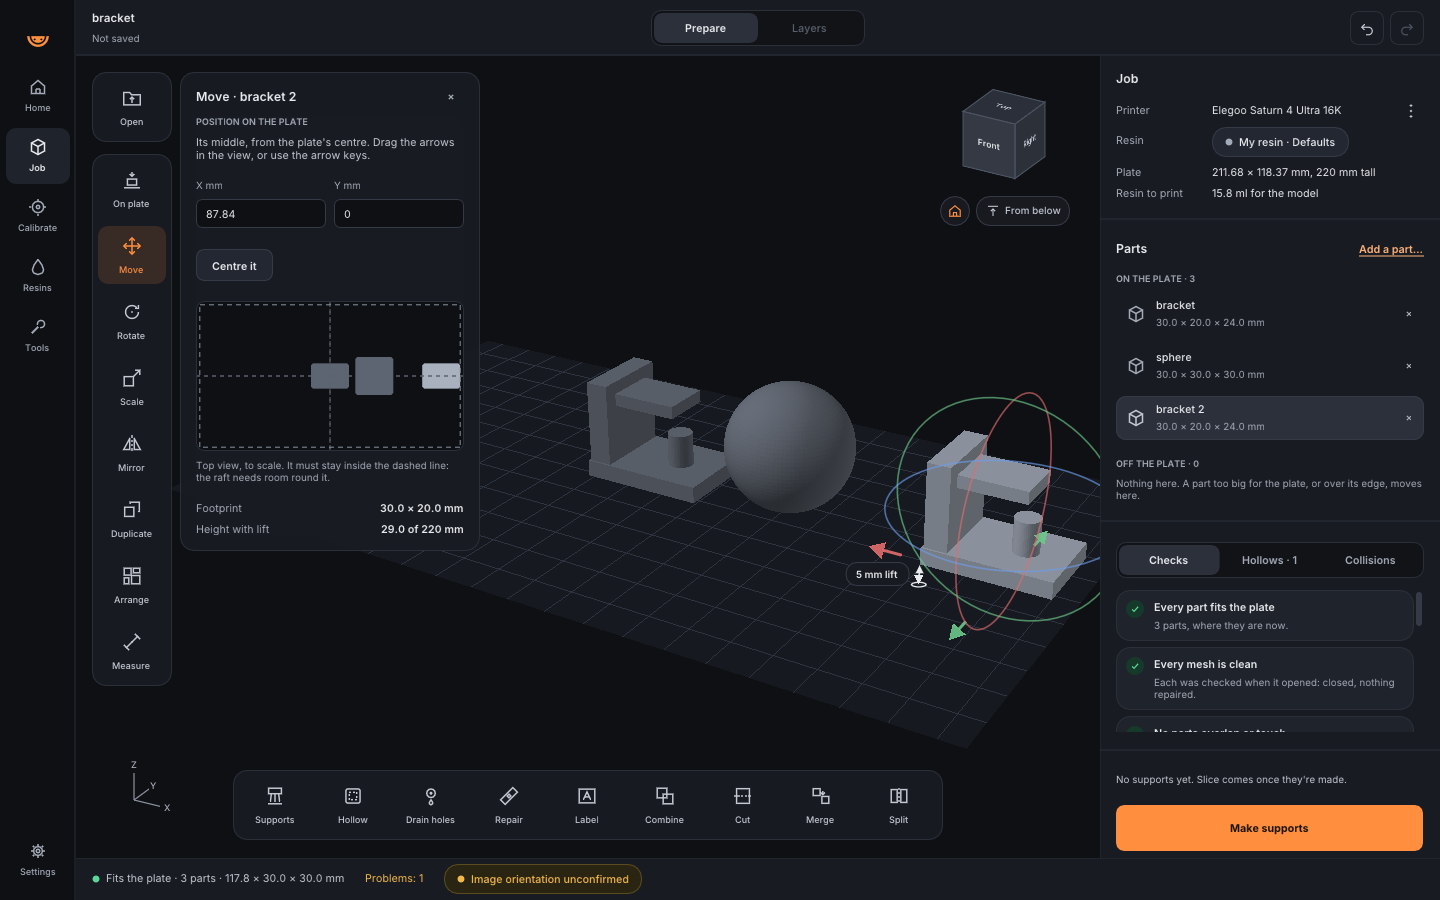 bracket
Not saved
Prepare
Layers
Home
Job
Calibrate
Resins
Tools
Settings
Open
On plate
Move
Rotate
Scale
Mirror
Duplicate
Arrange
Measure
Move · bracket 2
×
POSITION ON THE PLATE
Its middle, from the plate's centre. Drag the arrows
in the view, or use the arrow keys.
X mm
Y mm
87.84
0
Centre it
Top view, to scale. It must stay inside the dashed line:
the raft needs room round it.
Footprint
30.0 × 20.0 mm
Height with lift
29.0 of 220 mm
Top
Front
Right
From below
5 mm lift
Z
Y
X
Supports
Hollow
Drain holes
Repair
Label
Combine
Cut
Merge
Split
Job
Printer
Elegoo Saturn 4 Ultra 16K
Resin
My resin · Defaults
Plate
211.68 × 118.37 mm, 220 mm tall
Resin to print
15.8 ml for the model
Parts
Add a part...
ON THE PLATE · 3
bracket
30.0 × 20.0 × 24.0 mm
×
sphere
30.0 × 30.0 × 30.0 mm
×
bracket 2
30.0 × 20.0 × 24.0 mm
×
OFF THE PLATE · 0
Nothing here. A part too big for the plate, or over its edge, moves
here.
Checks
Hollows · 1
Collisions
Every part fits the plate
3 parts, where they are now.
Every mesh is clean
Each was checked when it opened: closed, nothing
repaired.
No parts overlap or touch
No supports yet. Slice comes once they're made.
Make supports
Fits the plate · 3 parts · 117.8 × 30.0 × 30.0 mm
Problems: 1
Image orientation unconfirmed